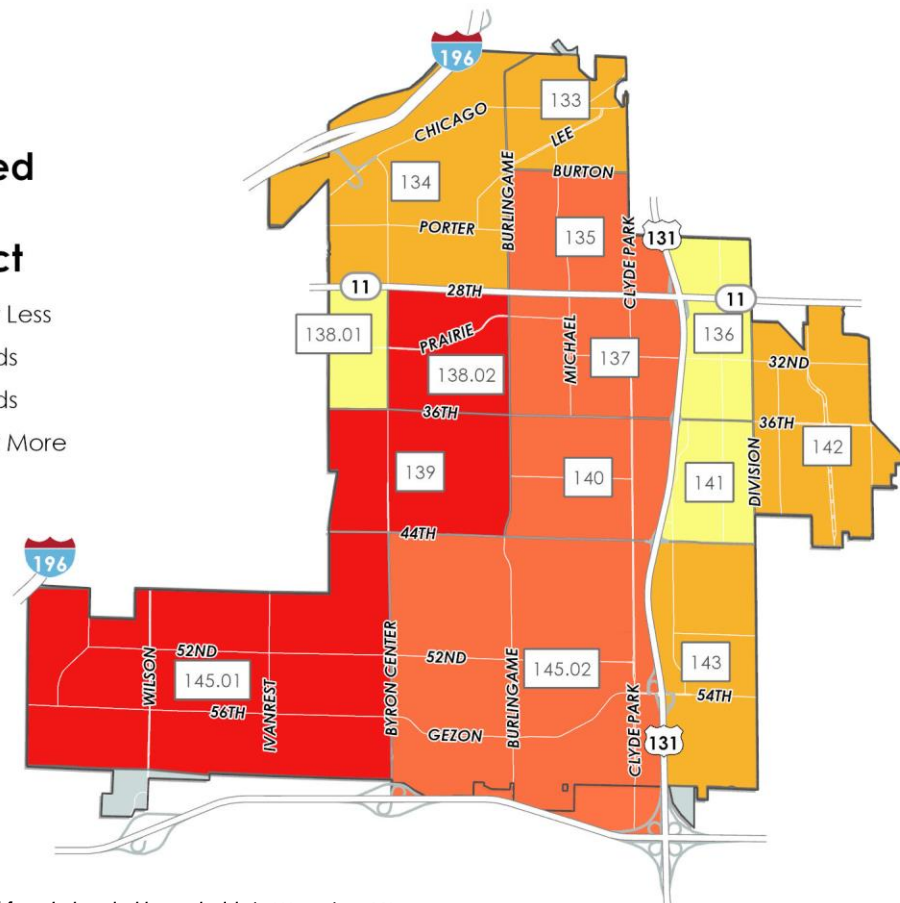 ed
ct
Less
ds
ds
More
196
CHICAGO
133
LEE
BURLINGAME
BURTON
134
PORTER
135
CLYDE PARK
131
11
28TH
11
138.01
PRAIRIE
138.02
MICHAEL
137
136
32ND
36TH
36TH
142
139
140
141
DIVISION
44TH
196
WILSON
52ND
145.01
56TH
IVANREST
BYRON CENTER
52ND
BURLINGAME
145.02
GEZON
CLYDE PARK
143
54TH
131